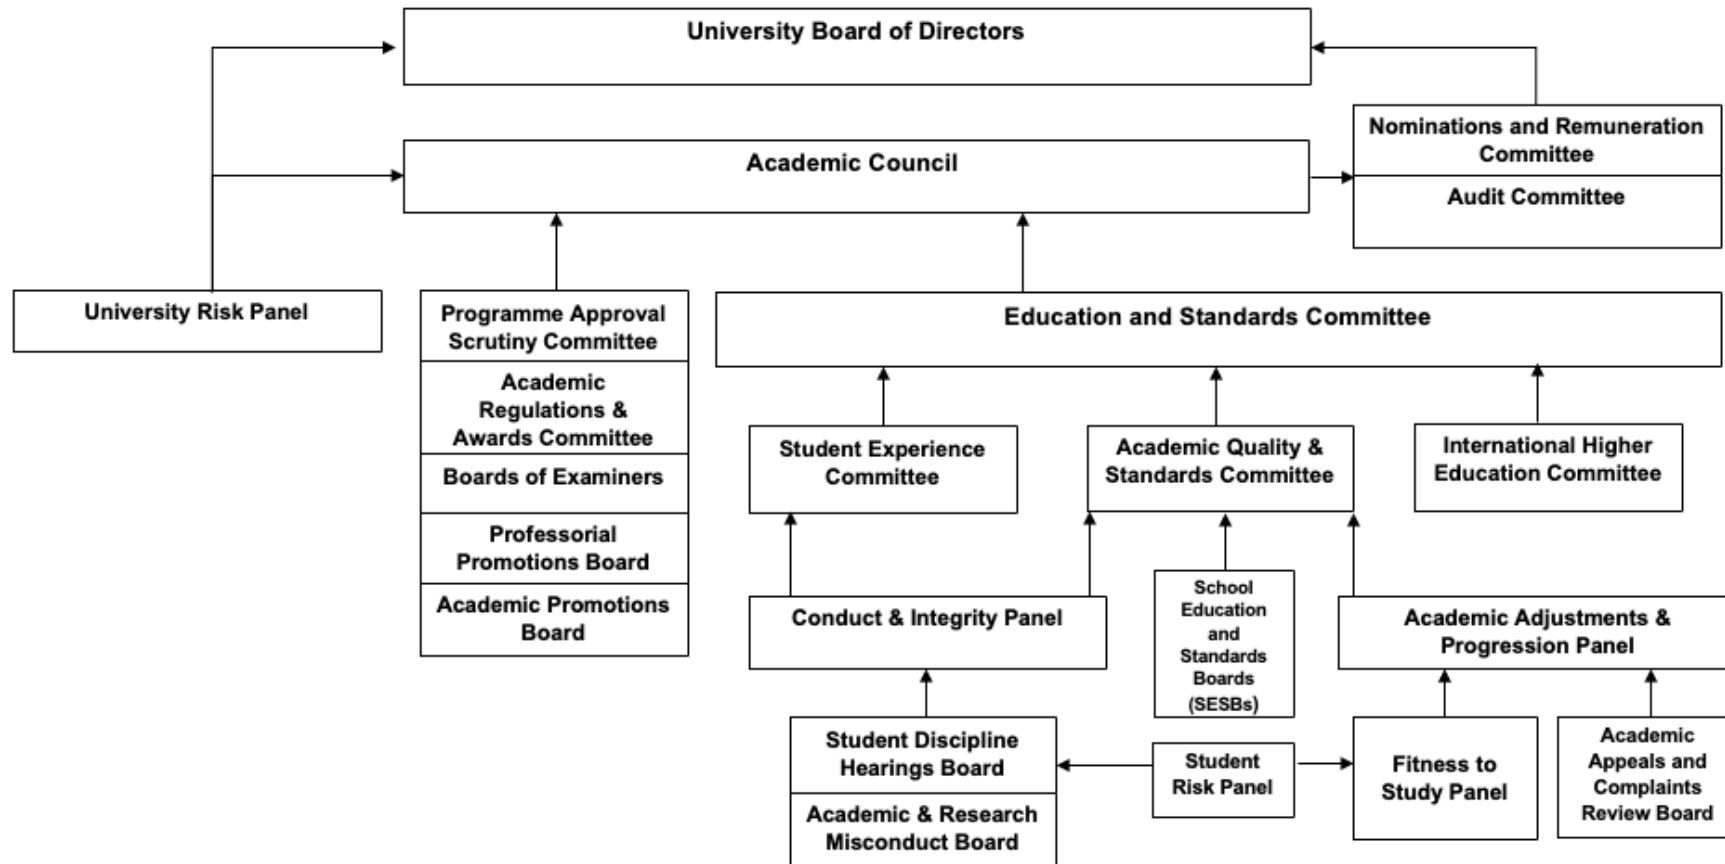 University Board of Directors
Nominations and Remuneration
Committee
Academic Council
Audit Committee
University Risk Panel
Programme Approval
Scrutiny Committee
Academic
Regulations &
Awards Committee
Boards of Examiners
Professorial
Promotions Board
Academic Promotions
Board
Education and Standards Committee
Student Experience
Committee
Academic Quality &
Standards Committee
International Higher
Education Committee
Conduct & Integrity Panel
School
Education
and
Standards
Boards
(SESBs)
Academic Adjustments &
Progression Panel
Student Discipline
Hearings Board
Academic & Research
Misconduct Board
Student
Risk Panel
Fitness to
Study Panel
Academic
Appeals and
Complaints
Review Board